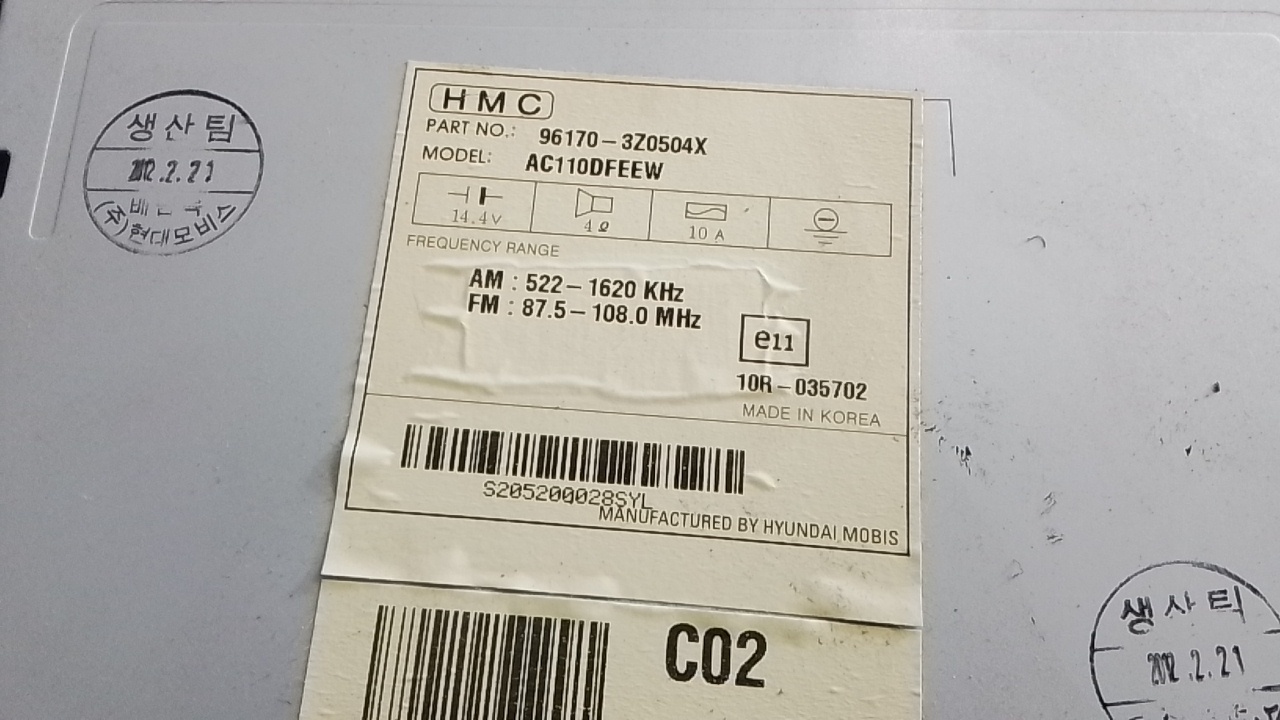 HMC
PART NO.: 96170-3Z0504X
MODEL: AC110DFEEW
14.4V
4Ω
10 A
FREQUENCY RANGE
AM : 522-1620 KHz
FM : 87.5-108.0 MHz
e11
10R-035702
MADE IN KOREA
S205200028SYL
MANUFACTURED BY HYUNDAI MOBIS
C02
생산팀
2012.2.21
(주)현대모비스
생산팀
2012.2.21